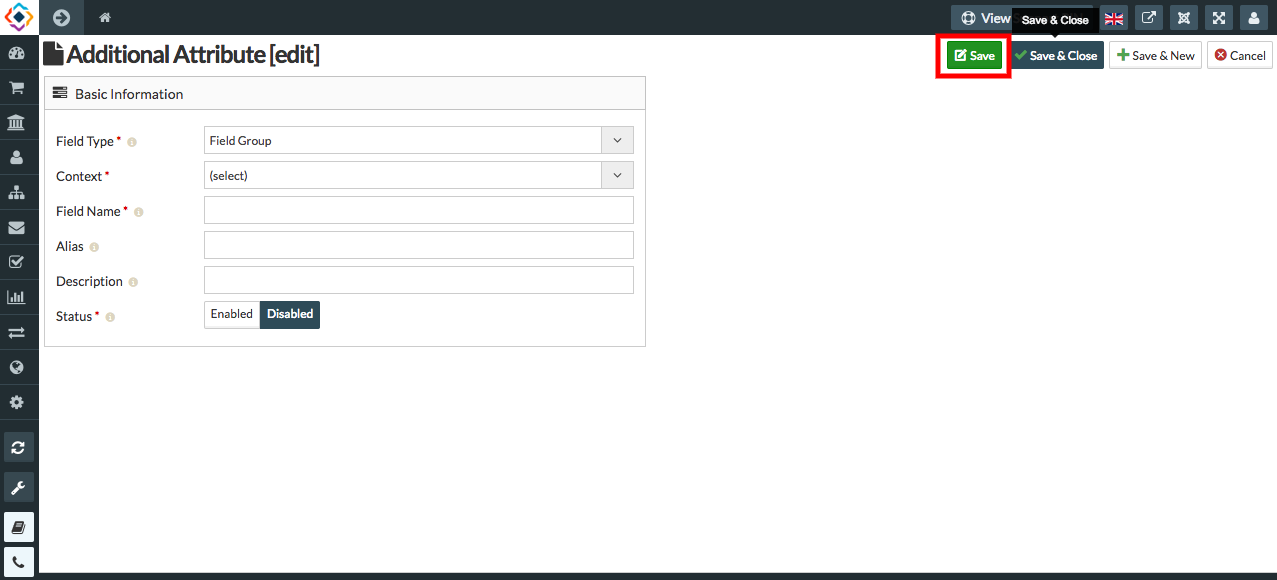 View
Save & Close
Additional Attribute [edit]
Save
Save & Close
Save & New
Cancel
Basic Information
Field Type *
Field Group
Context *
(select)
Field Name *
Alias
Description
Status *
Enabled
Disabled